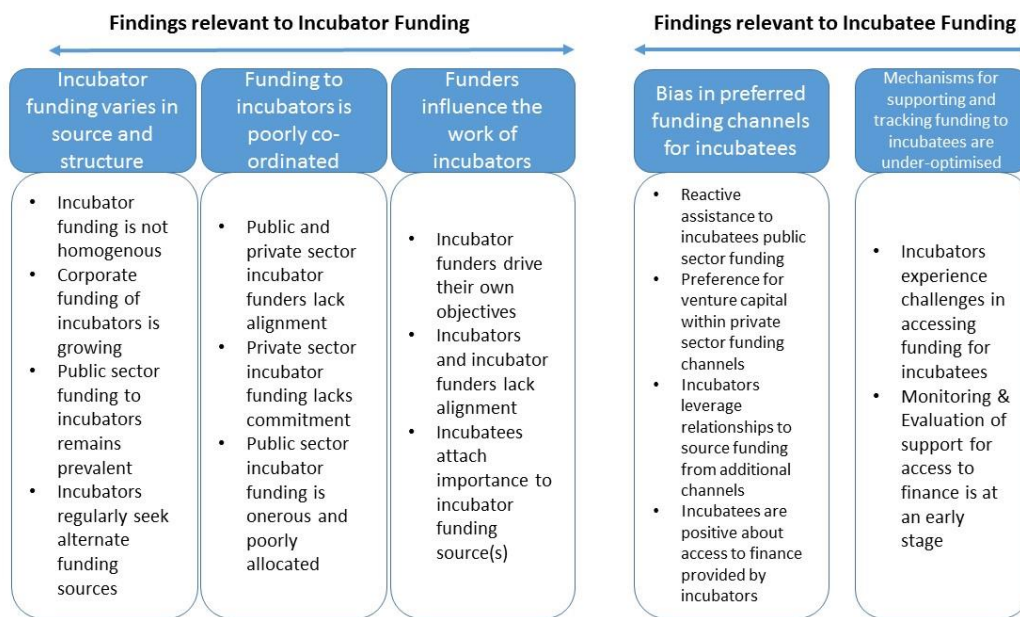 Findings relevant to Incubator Funding
Findings relevant to Incubatee Funding
Incubator
funding varies in
source and
structure
• Incubator
funding is not
homogenous
• Corporate
funding of
incubators is
growing
• Public sector
funding to
incubators
remains
prevalent
• Incubators
regularly seek
alternate
funding
sources
Funding to
incubators is
poorly co-
ordinated
• Public and
private sector
incubator
funders lack
alignment
• Private sector
incubator
funding lacks
commitment
• Public sector
incubator
funding is
onerous and
poorly
allocated
Funders
influence the
work of
incubators
• Incubator
funders drive
their own
objectives
• Incubators
and incubator
funders lack
alignment
• Incubatees
attach
importance to
incubator
funding
source(s)
Bias in preferred
funding channels
for incubatees
• Reactive
assistance to
incubatees public
sector funding
• Preference for
venture capital
within private
sector funding
channels
• Incubators
leverage
relationships to
source funding
from additional
channels
• Incubatees are
positive about
access to finance
provided by
incubators
Mechanisms for
supporting and
tracking funding to
incubatees are
under-optimised
• Incubators
experience
challenges in
accessing
funding for
incubatees
• Monitoring &
Evaluation of
support for
access to
finance is at
an early
stage